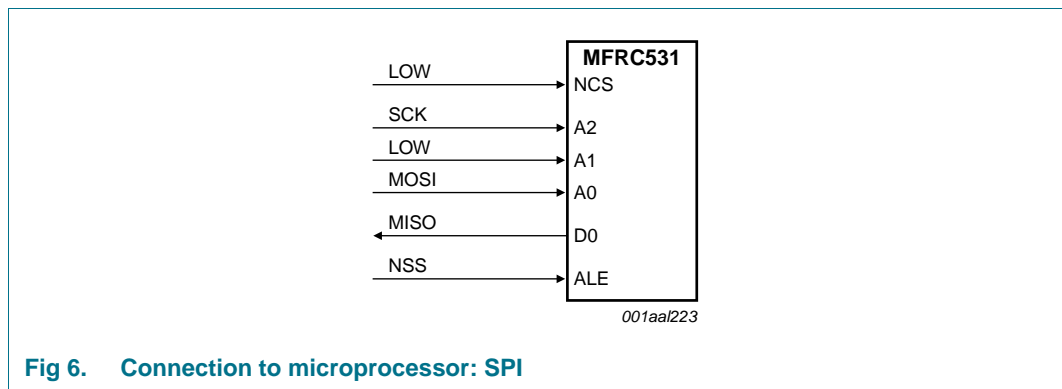 MFRC531
LOW
NCS
SCK
A2
LOW
A1
MOSI
A0
MISO
D0
NSS
ALE
001aal223
Fig 6. Connection to microprocessor: SPI